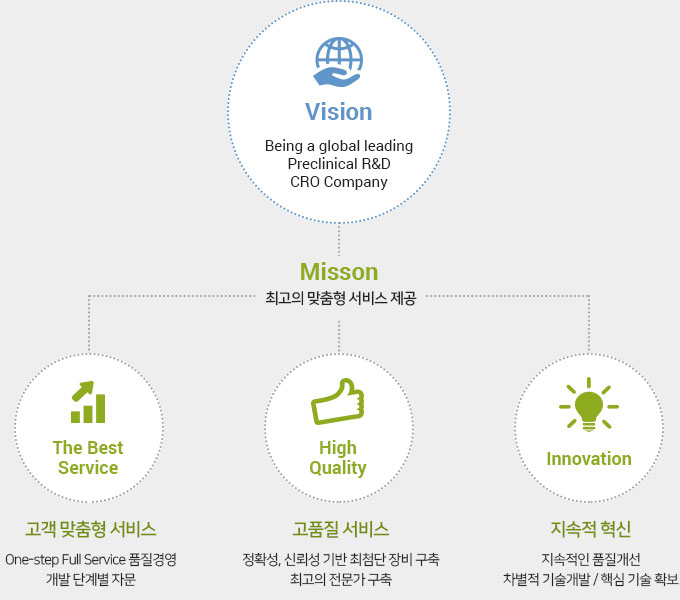 Vision
Being a global leading
Preclinical R&D
CRO Company
Misson
최고의 맞춤형 서비스 제공
The Best
Service
고객 맞춤형 서비스
One-step Full Service 품질경영
개발 단계별 자문
High
Quality
고품질 서비스
정확성, 신뢰성 기반 최첨단 장비 구축
최고의 전문가 구축
Innovation
지속적 혁신
지속적인 품질개선
차별적 기술개발 / 핵심 기술 확보